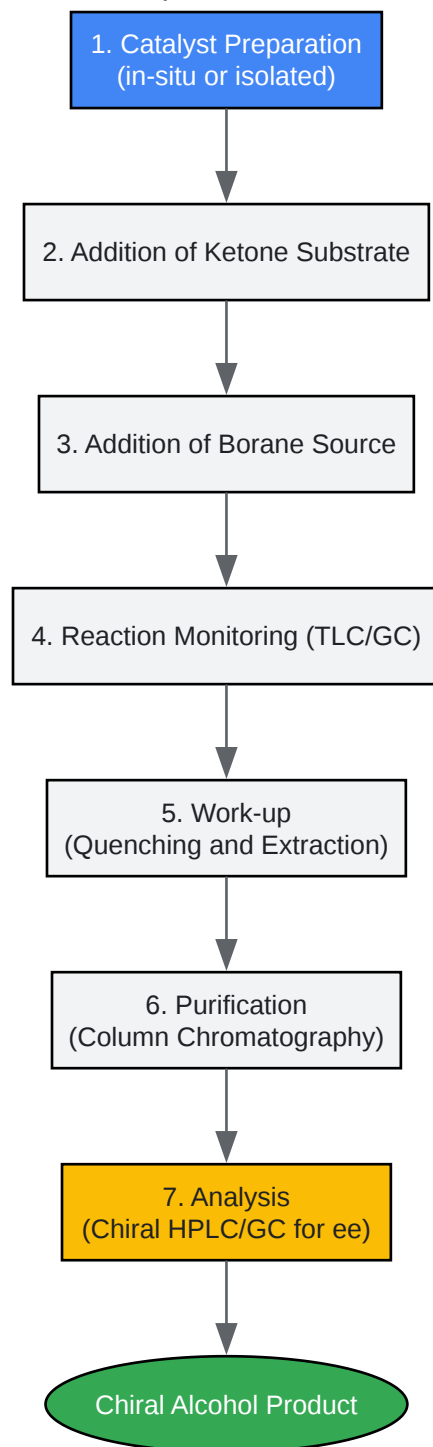 1. Catalyst Preparation
(in-situ or isolated)
2. Addition of Ketone Substrate
3. Addition of Borane Source
4. Reaction Monitoring (TLC/GC)
5. Work-up
(Quenching and Extraction)
6. Purification
(Column Chromatography)
7. Analysis
(Chiral HPLC/GC for ee)
Chiral Alcohol Product